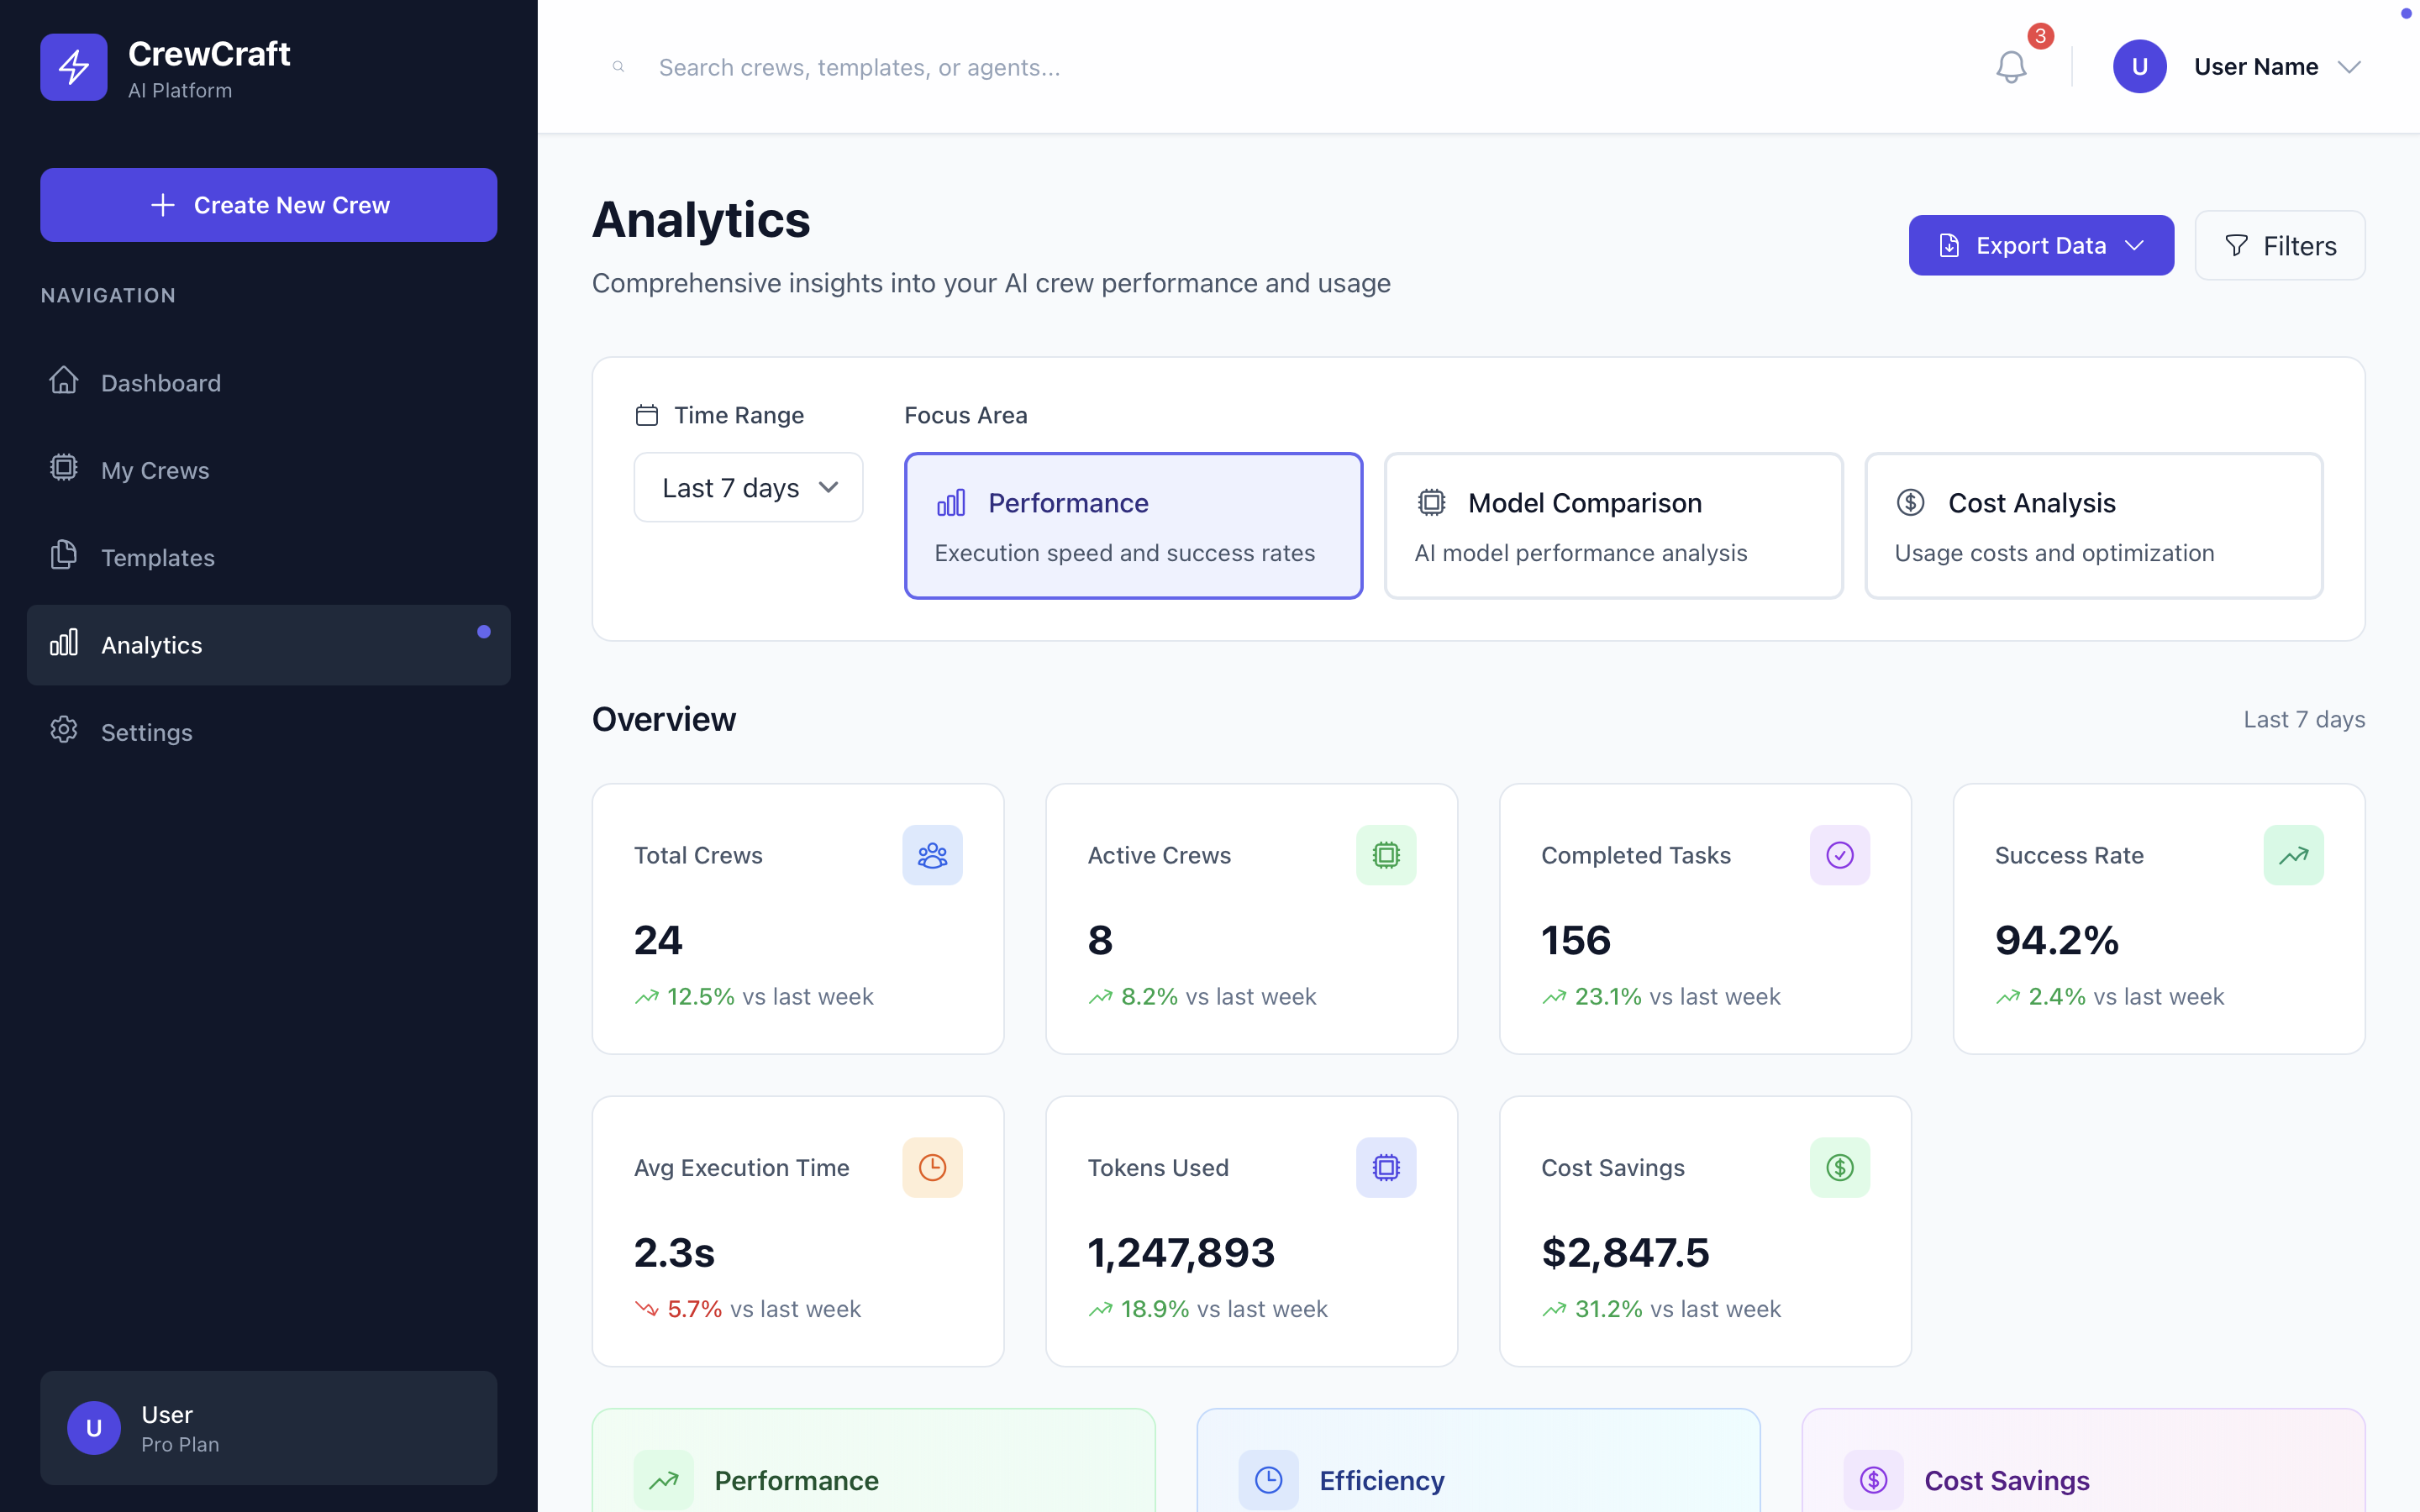 CrewCraft
AI Platform
Create New Crew
NAVIGATION
Dashboard
My Crews
Templates
Analytics
Settings
U
User
Pro Plan
Search crews, templates, or agents...
3
U
User Name
Analytics
Comprehensive insights into your AI crew performance and usage
Export Data
Filters
Time Range
Last 7 days
Focus Area
Performance
Execution speed and success rates
Model Comparison
AI model performance analysis
Cost Analysis
Usage costs and optimization
Overview
Last 7 days
Total Crews
24
12.5% vs last week
Active Crews
8
8.2% vs last week
Completed Tasks
156
23.1% vs last week
Success Rate
94.2%
2.4% vs last week
Avg Execution Time
2.3s
5.7% vs last week
Tokens Used
1,247,893
18.9% vs last week
Cost Savings
$2,847.5
31.2% vs last week
Performance
Efficiency
Cost Savings